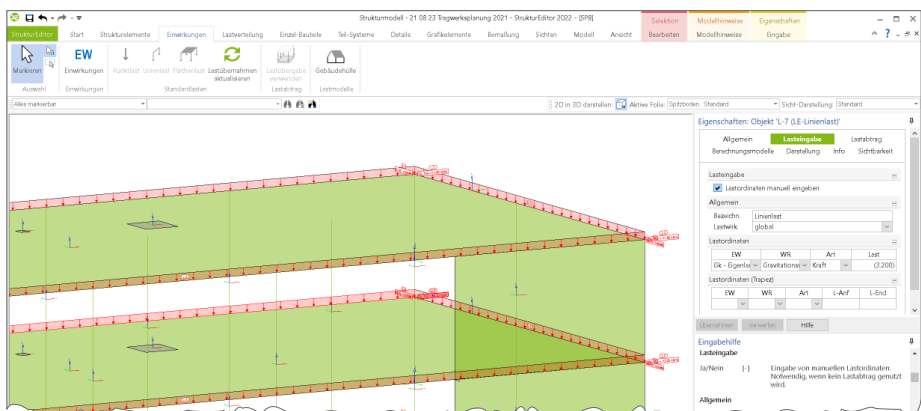 Strukturmodell - 21 08 23 Tragwerksplanung 2021 - StrukturEditor 2022 - [SPB]
Selektion Modellhinweise Eigenschaften
StrukturEditor Start Strukturelemente Einwirkungen Lastverteilung Einzel-Bauteile Teil-Systeme Details Grafikelemente Bemaßung Sichten Modell Ansicht Bearbeiten Modellhinweise Eingabe
EW
Markieren Einwirkungen Punktlast Linienlast Flächenlast Lastübernahmen aktualisieren Lastübergabe verwenden Gebäudehülle
Auswahl Einwirkungen Standardlasten Lastabtrag Lastmodelle
Alles markierbar 2D in 3D darstellen: Aktive Folie: Spitzboden: Standard Sicht-Darstellung: Standard
Eigenschaften: Objekt 'L-7 (LE-Linienlast)'
Allgemein Lasteingabe Lastabtrag
Berechnungsmodelle Darstellung Info Sichtbarkeit
Lasteingabe
Lastordinaten manuell eingeben
Allgemein
Bezeichn. Linienlast
Lastwirk. global
Lastordinaten
EW WR Art Last
Gk - Eigenlas Gravitations Kraft (3.200)
Lastordinaten (Trapez)
EW WR Art L-Anf L-End
Übernehmen Verwerfen Hilfe
Eingabehilfe
Lasteingabe
Ja/Nein [-] Eingabe von manuellen Lastordinaten.
Notwendig, wenn kein Lastabtrag genutzt
wird.
Allgemein